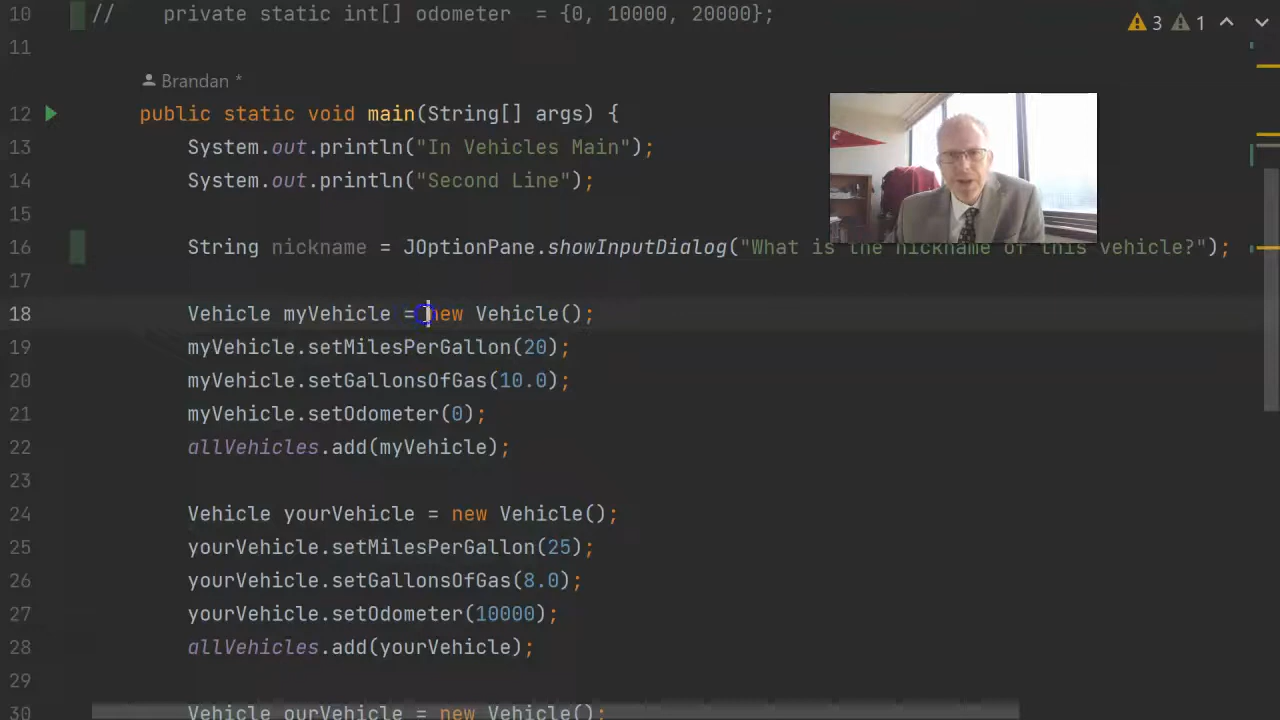 10 //    private static int[] odometer  = {0, 10000, 20000};
3 1
11
Brandan *
12 public static void main(String[] args) {
13 System.out.println("In Vehicles Main");
14 System.out.println("Second Line");
15
16 String nickname = JOptionPane.showInputDialog("What is the nickname of this vehicle?");
17
18 Vehicle myVehicle = new Vehicle();
19 myVehicle.setMilesPerGallon(20);
20 myVehicle.setGallonsOfGas(10.0);
21 myVehicle.setOdometer(0);
22 allVehicles.add(myVehicle);
23
24 Vehicle yourVehicle = new Vehicle();
25 yourVehicle.setMilesPerGallon(25);
26 yourVehicle.setGallonsOfGas(8.0);
27 yourVehicle.setOdometer(10000);
28 allVehicles.add(yourVehicle);
29
30 Vehicle ourVehicle = new Vehicle();